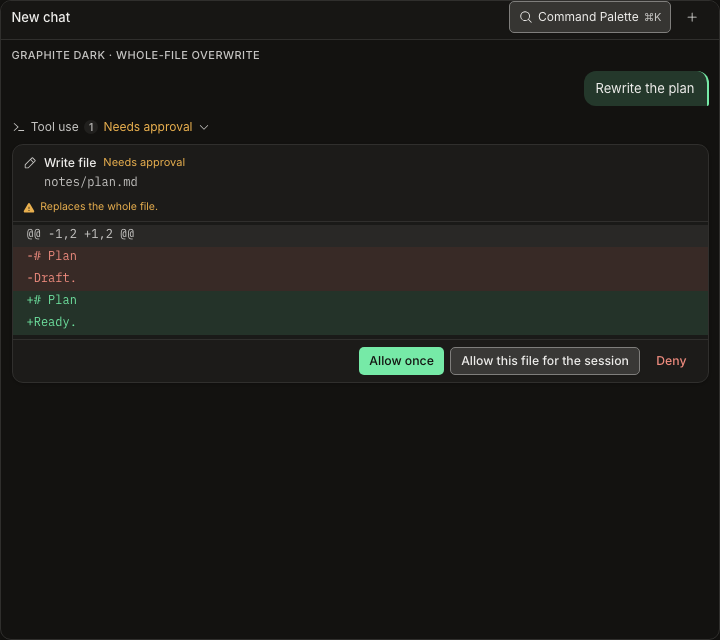 New chat
Command Palette ⌘K
GRAPHITE DARK · WHOLE-FILE OVERWRITE
Rewrite the plan
Tool use 1 Needs approval
Write file Needs approval
notes/plan.md
Replaces the whole file.
@@ -1,2 +1,2 @@
-# Plan
-Draft.
+# Plan
+Ready.
Allow once
Allow this file for the session
Deny